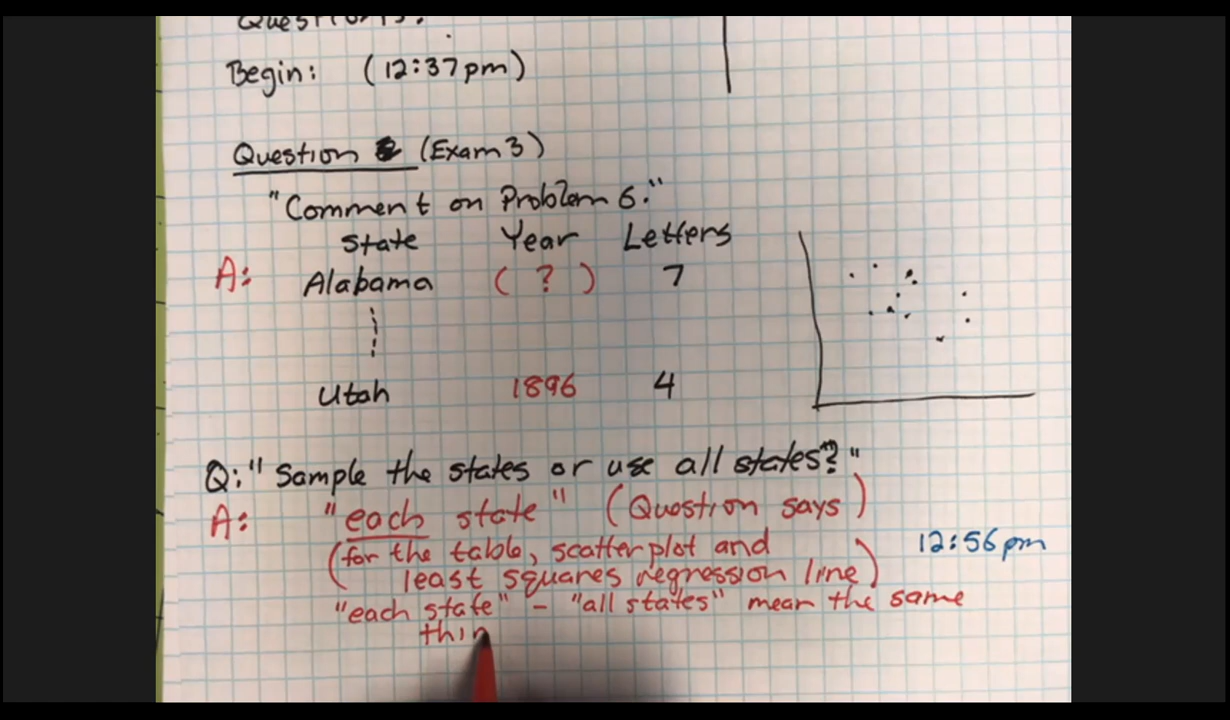 Questions:
Begin: (12:37pm)
Question (Exam 3)
"Comment on Problem 6."
State Year Letters
A: Alabama ( ? ) 7
Utah 1896 4
Q: "Sample the states or use all states?"
A: "each state" (Question says)
(for the table, scatterplot and
least squares regression line)
12:56pm
"each state" - "all states" mean the same
thin